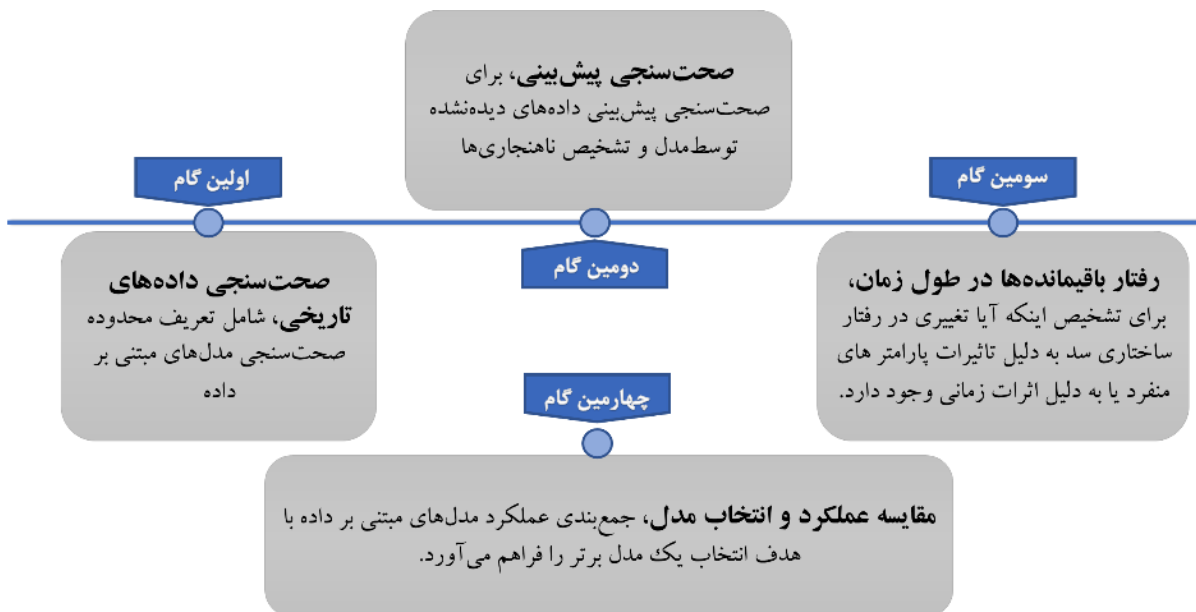 اولین گام
صحت‌سنجی داده‌های
تاریخی، شامل تعریف محدوده
صحت‌سنجی مدل‌های مبتنی بر
داده
صحت‌سنجی پیش‌بینی، برای
صحت‌سنجی پیش‌بینی داده‌های دیده‌نشده
توسط‌مدل و تشخیص ناهنجاری‌ها
دومین گام
سومین گام
رفتار باقیمانده‌ها در طول زمان،
برای تشخیص اینکه آیا تغییری در رفتار
ساختاری سد به دلیل تاثیرات پارامتر های
منفرد یا به دلیل اثرات زمانی وجود دارد.
چهارمین گام
مقایسه عملکرد و انتخاب مدل، جمع‌بندی عملکرد مدل‌های مبتنی بر داده با
هدف انتخاب یک مدل برتر را فراهم می‌آورد.